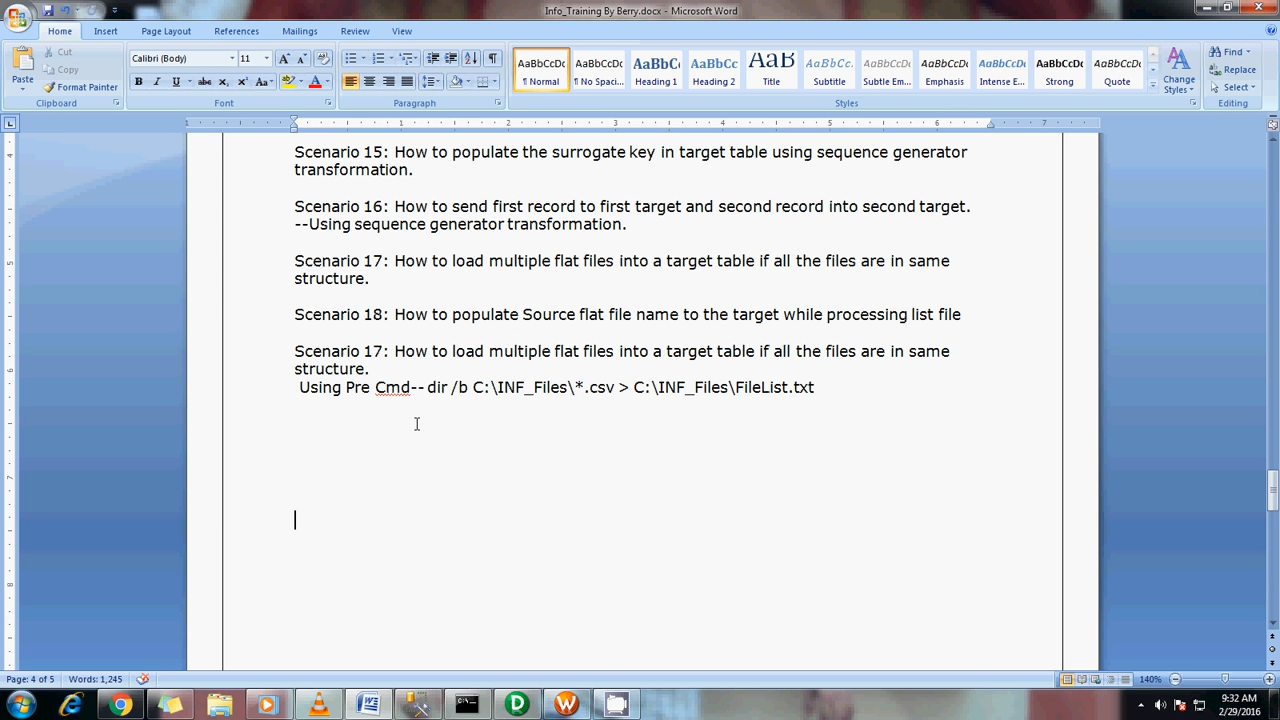 Info_Training By Berry.docx - Microsoft Word
Home Insert Page Layout References Mailings Review View
Cut
Copy
Format Painter
Paste
Clipboard
Calibri (Body) 11
Font
Paragraph
AaBbCcDc AaBbCcDc AaBbC( AaBbCc AaB AaBbCc. AaBbCcDc AaBbCcDc AaBbCcDc AaBbCcDc AaBbCcDc
¶ Normal ¶ No Spaci... Heading 1 Heading 2 Title Subtitle Subtle Em... Emphasis Intense E... Strong Quote
Styles
Change Styles
Find
Replace
Select
Editing
1 1 2 3 4 5 6 7
Scenario 15: How to populate the surrogate key in target table using sequence generator
transformation.
Scenario 16: How to send first record to first target and second record into second target.
--Using sequence generator transformation.
Scenario 17: How to load multiple flat files into a target table if all the files are in same
structure.
Scenario 18: How to populate Source flat file name to the target while processing list file
Scenario 17: How to load multiple flat files into a target table if all the files are in same
structure.
Using Pre Cmd-- dir /b C:\INF_Files\*.csv > C:\INF_Files\FileList.txt
Page: 4 of 5 Words: 1,245 140%
9:32 AM
2/29/2016